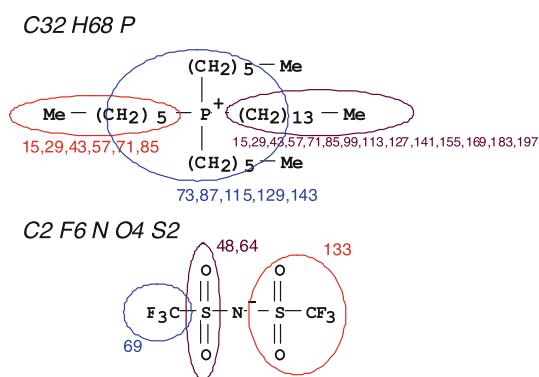 C32 H68 P
(CH2) 5 — Me
Me — (CH2) 5 — P+ — (CH2) 13 — Me
15,29,43,57,71,85 15,29,43,57,71,85,99,113,127,141,155,169,183,197
(CH2) 5 — Me
73,87,115,129,143
C2 F6 N O4 S2
48,64 133
O O
F3C — S — N− — S — CF3
69 O O